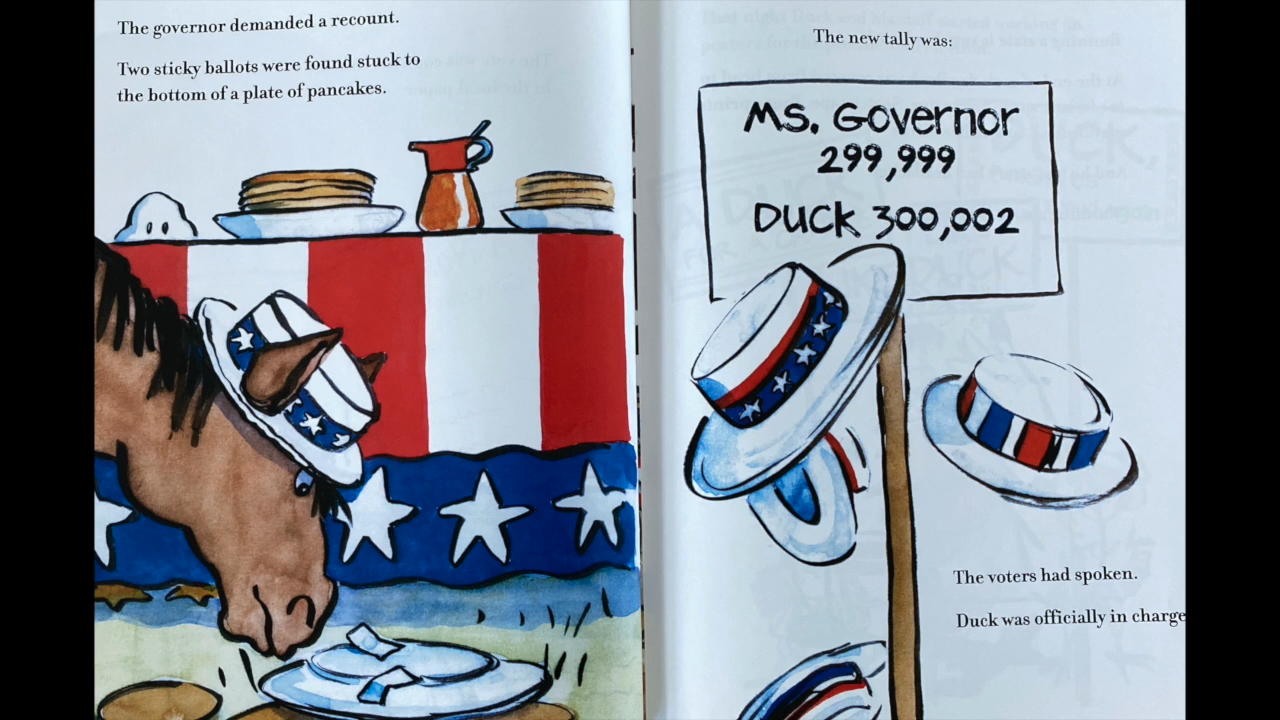 The governor demanded a recount.
Two sticky ballots were found stuck to
the bottom of a plate of pancakes.
The new tally was:
Ms. Governor
299,999
Duck 300,002
The voters had spoken.
Duck was officially in charge